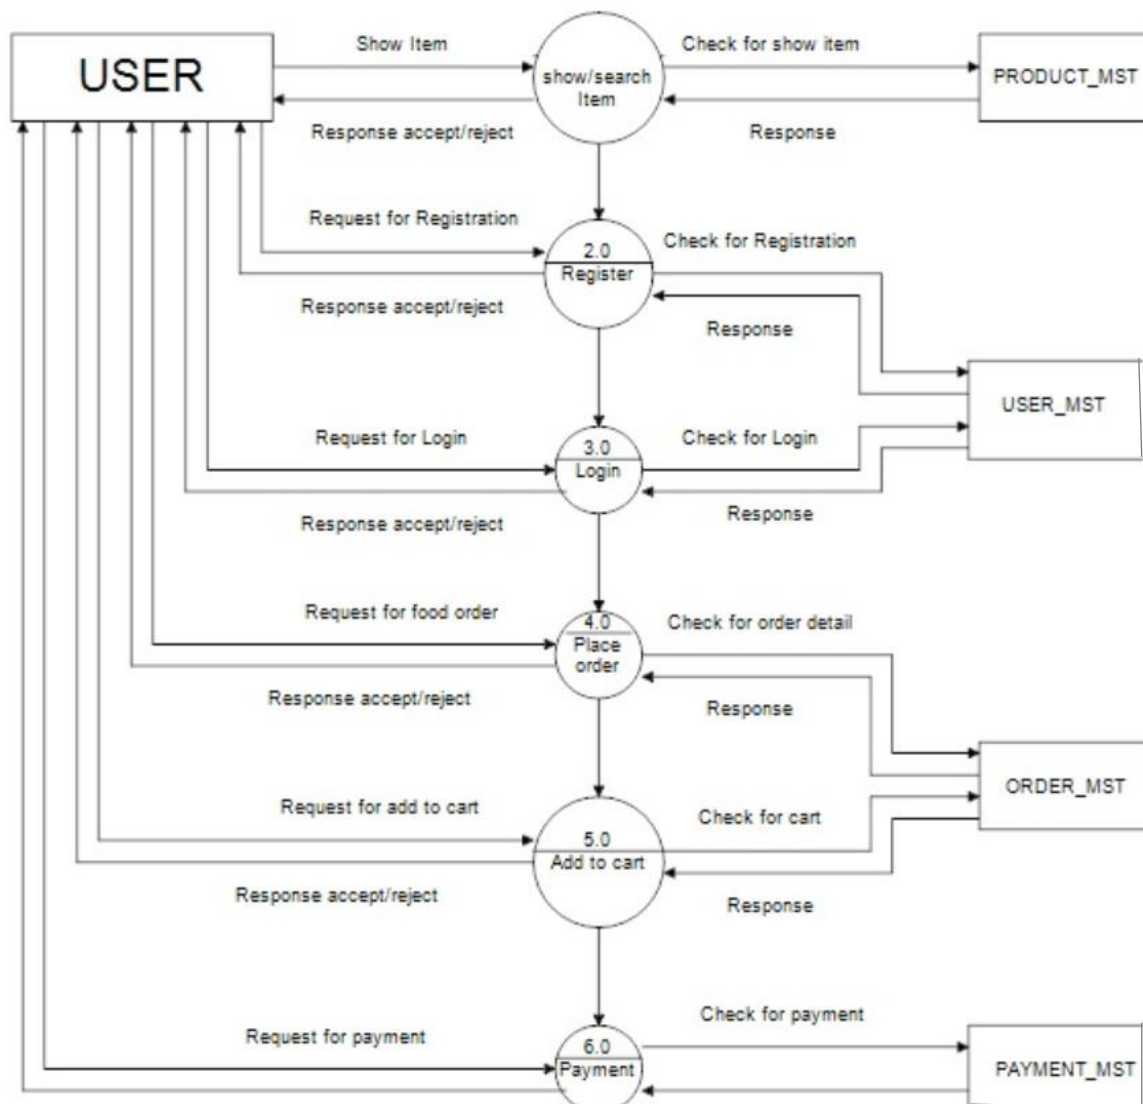 USER
Show Item
show/search
Item
Check for show item
PRODUCT_MST
Response accept/reject
Response
Request for Registration
2.0
Register
Check for Registration
Response accept/reject
Response
USER_MST
Request for Login
3.0
Login
Check for Login
Response accept/reject
Response
Request for food order
4.0
Place
order
Check for order detail
Response accept/reject
Response
ORDER_MST
Request for add to cart
5.0
Add to cart
Check for cart
Response accept/reject
Response
Request for payment
6.0
Payment
Check for payment
PAYMENT_MST